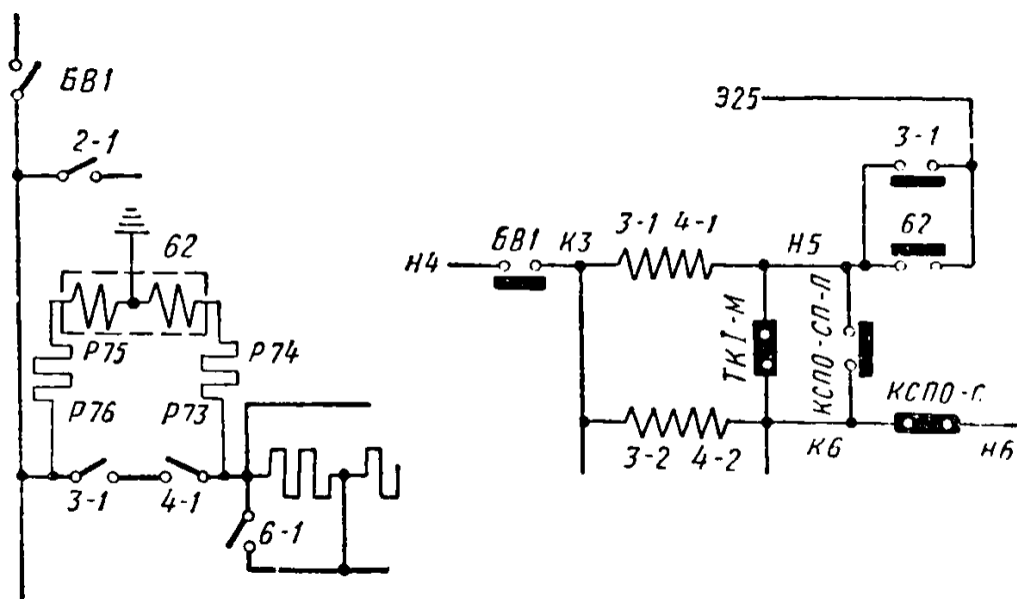 БВ1
2-1
62
Р75
Р74
Р76
Р73
3-1
4-1
6-1
Э25
3-1
62
Н4
БВ1
К3
3-1 4-1
Н5
ТКI-М
КСПО-СП-П
КСПО-С
3-2 4-2
К6
Н6